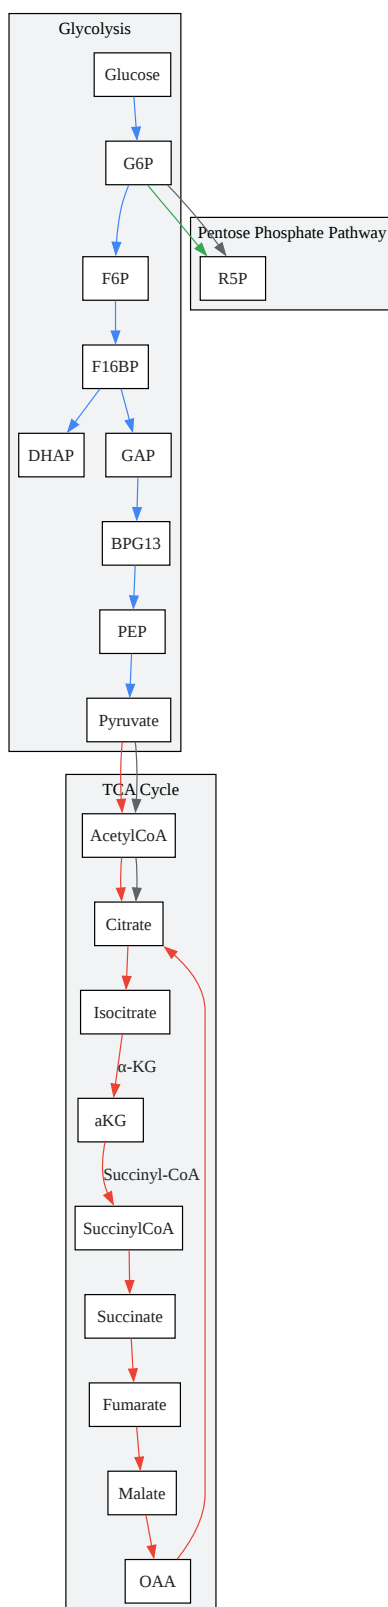 Glycolysis
Glucose
G6P
Pentose Phosphate Pathway
F6P
R5P
F16BP
DHAP
GAP
BPG13
PEP
Pyruvate
TCA Cycle
AcetylCoA
Citrate
Isocitrate
α-KG
aKG
Succinyl-CoA
SuccinylCoA
Succinate
Fumarate
Malate
OAA